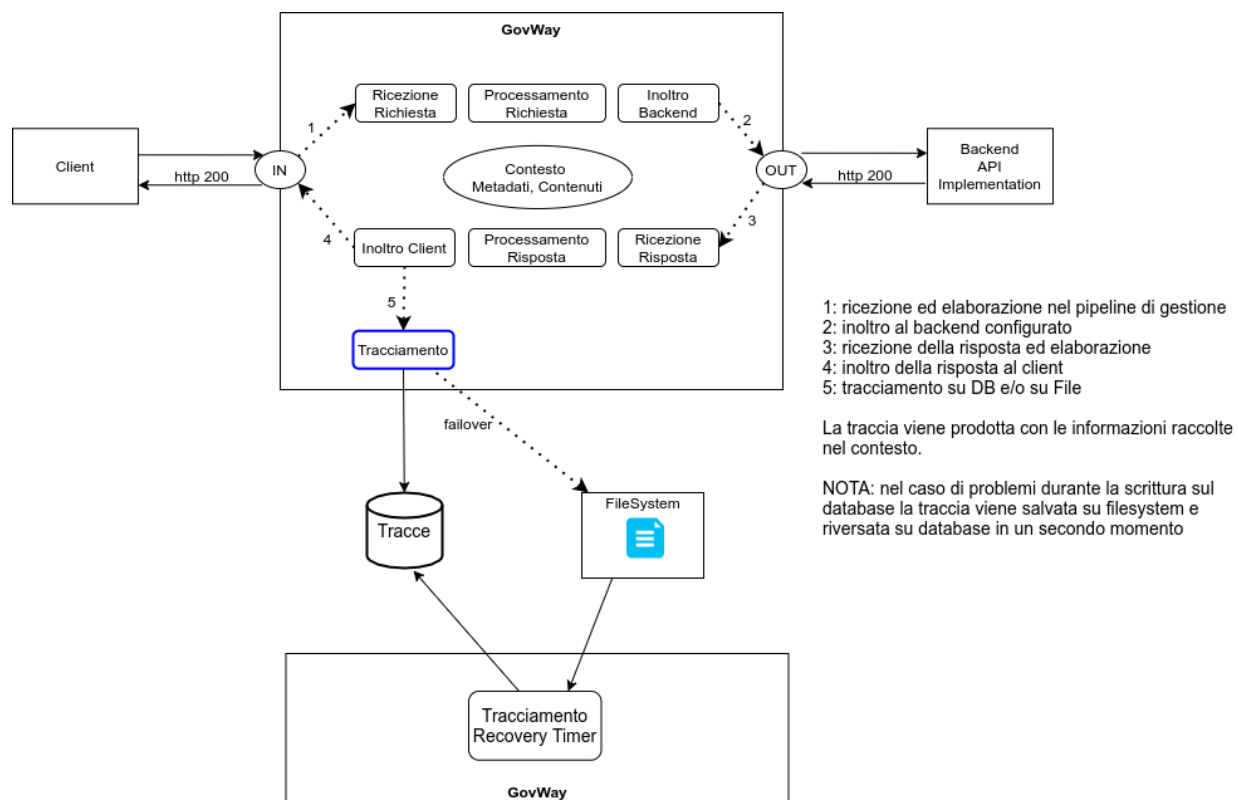 GovWay
Ricezione
Richiesta
Processamento
Richiesta
Inoltro
Backend
1
2
Client
http 200
IN
Contesto
Metadati, Contenuti
OUT
http 200
Backend
API
Implementation
4
3
Inoltro Client
Processamento
Risposta
Ricezione
Risposta
5
Tracciamento
failover
1: ricezione ed elaborazione nel pipeline di gestione
2: inoltro al backend configurato
3: ricezione della risposta ed elaborazione
4: inoltro della risposta al client
5: tracciamento su DB e/o su File
La traccia viene prodotta con le informazioni raccolte
nel contesto.
NOTA: nel caso di problemi durante la scrittura sul
database la traccia viene salvata su filesystem e
riversata su database in un secondo momento
Tracce
FileSystem
Tracciamento
Recovery Timer
GovWay